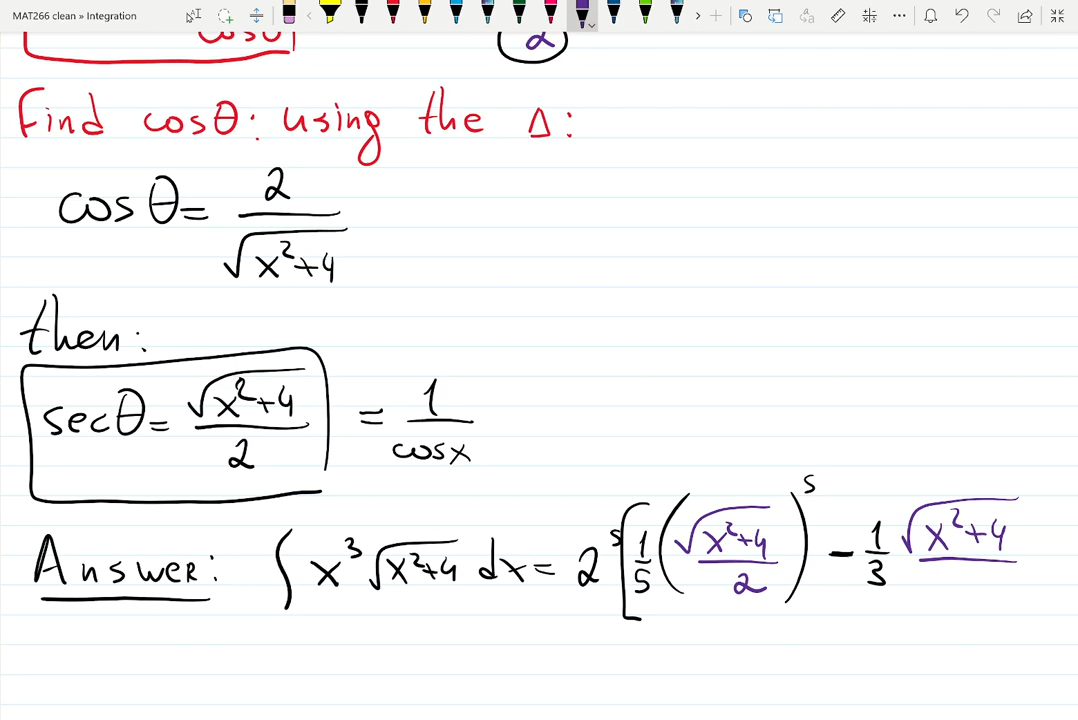 MAT266 clean » Integration
cosθ
α
Find cosθ: using the Δ:
cosθ = 2/√(x²+4)
then:
secθ = √(x²+4)/2 = 1/cosx
Answer: ∫ x³ √(x²+4) dx = 2⁵ [1/5 (√(x²+4)/2)⁵ - 1/3 √(x²+4)